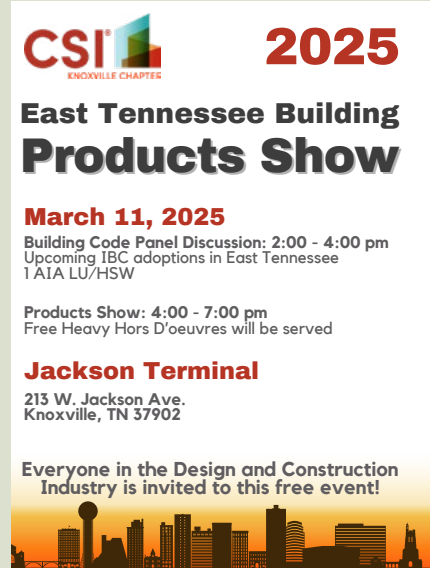 CSI®
KNOXVILLE CHAPTER
2025
East Tennessee Building
Products Show
March 11, 2025
Building Code Panel Discussion: 2:00 - 4:00 pm
Upcoming IBC adoptions in East Tennessee
1 AIA LU/HSW
Products Show: 4:00 - 7:00 pm
Free Heavy Hors D'oeuvres will be served
Jackson Terminal
213 W. Jackson Ave.
Knoxville, TN 37902
Everyone in the Design and Construction
Industry is invited to this free event!